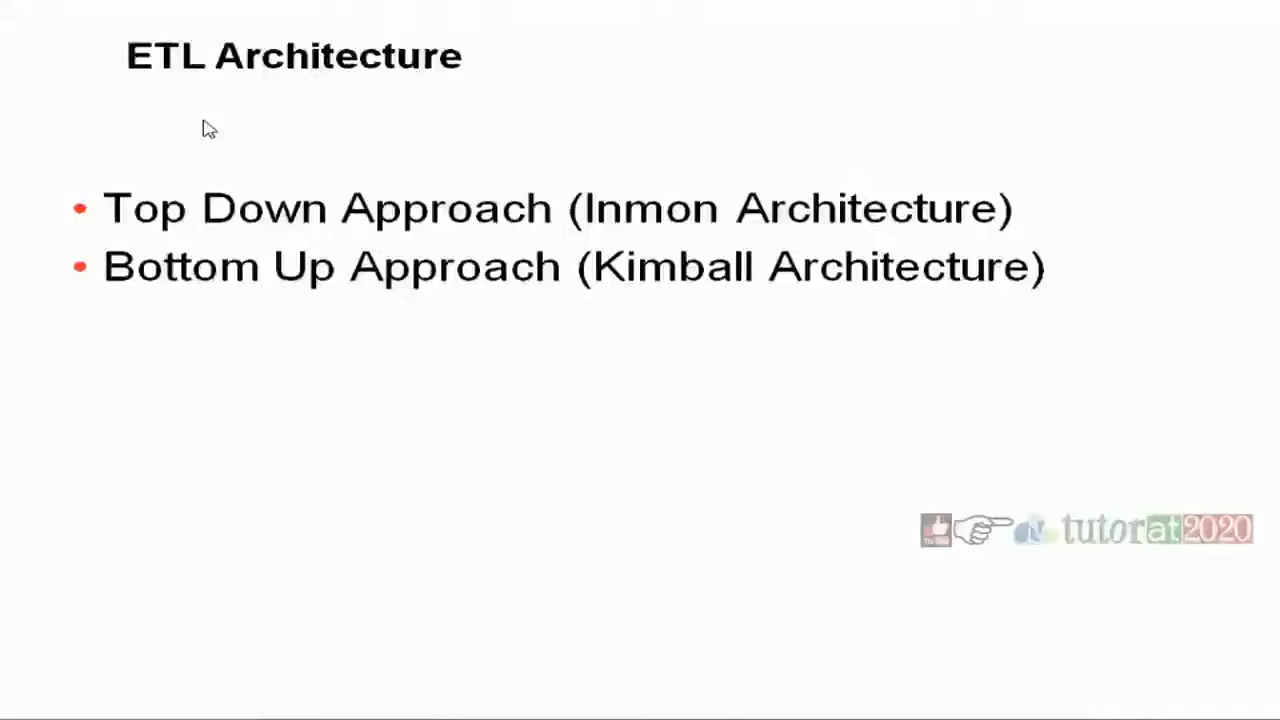 ETL Architecture
• Top Down Approach (Inmon Architecture)
• Bottom Up Approach (Kimball Architecture)
tutorat2020